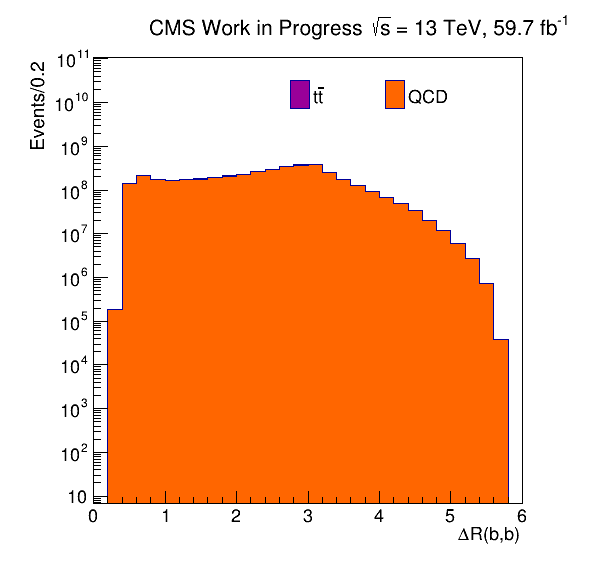 CMS Work in Progress √s = 13 TeV, 59.7 fb⁻¹
Events/0.2
10¹¹
10¹⁰
10⁹
10⁸
10⁷
10⁶
10⁵
10⁴
10³
10²
10
tt̅ QCD
0 1 2 3 4 5 6
ΔR(b,b)